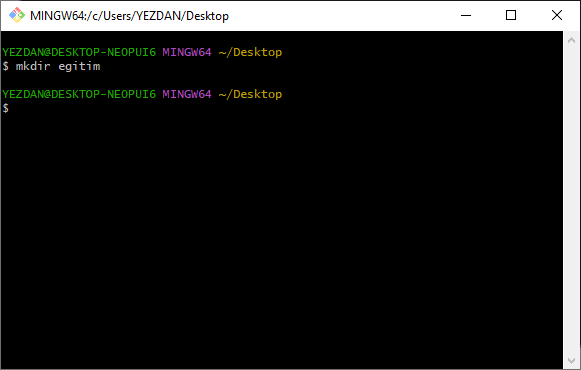 MINGW64:/c/Users/YEZDAN/Desktop
YEZDAN@DESKTOP-NEOPUI6 MINGW64 ~/Desktop
$ mkdir egitim
YEZDAN@DESKTOP-NEOPUI6 MINGW64 ~/Desktop
$